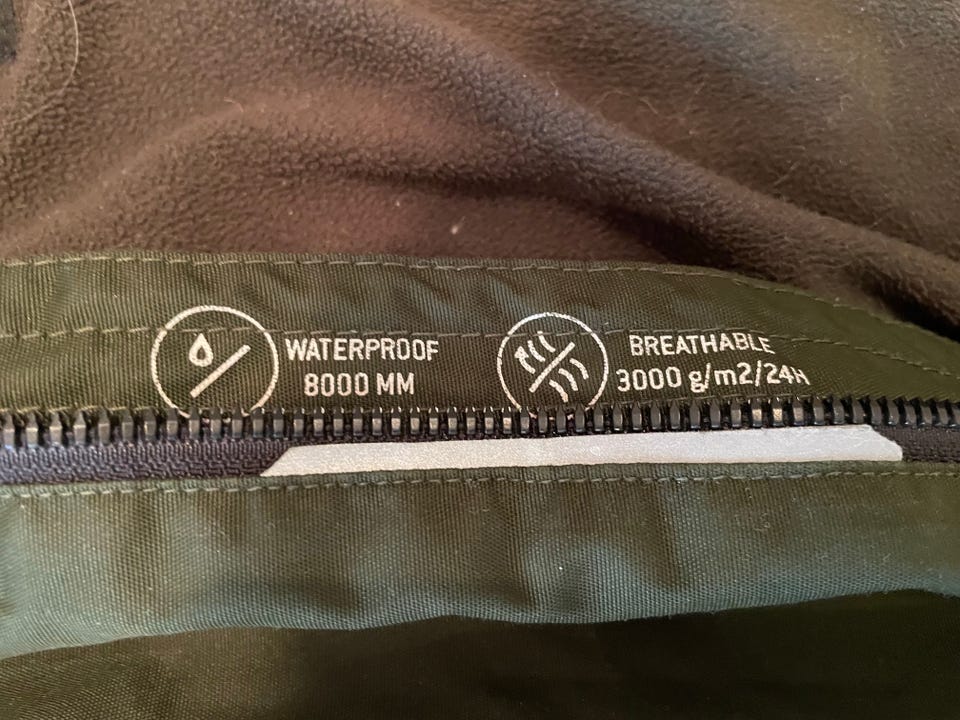 WATERPROOF
8000 MM
BREATHABLE
3000 g/m2/24H